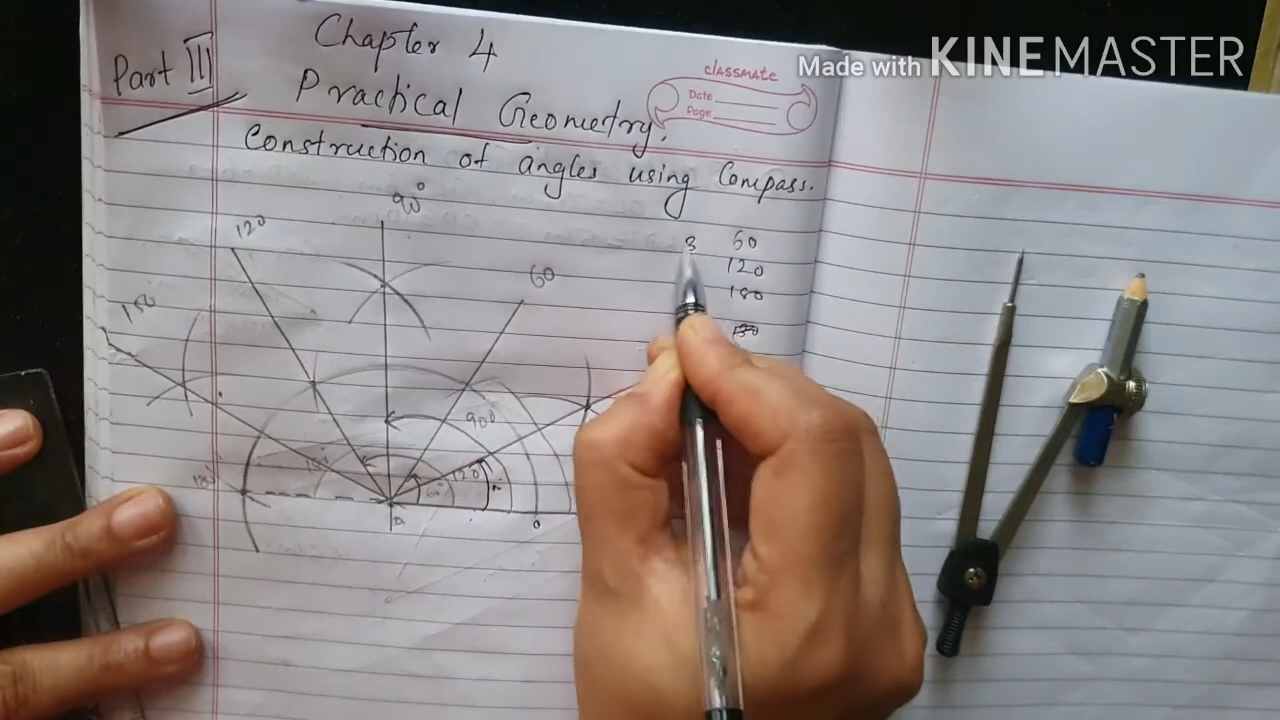 Made with KINEMASTER
Chapter 4
Part III
Practical Geometry.
classmate
Date
Page
Construction of angles using Compass.
90°
120
60
3 60
120
180
150
150
90°
180
120
60
0